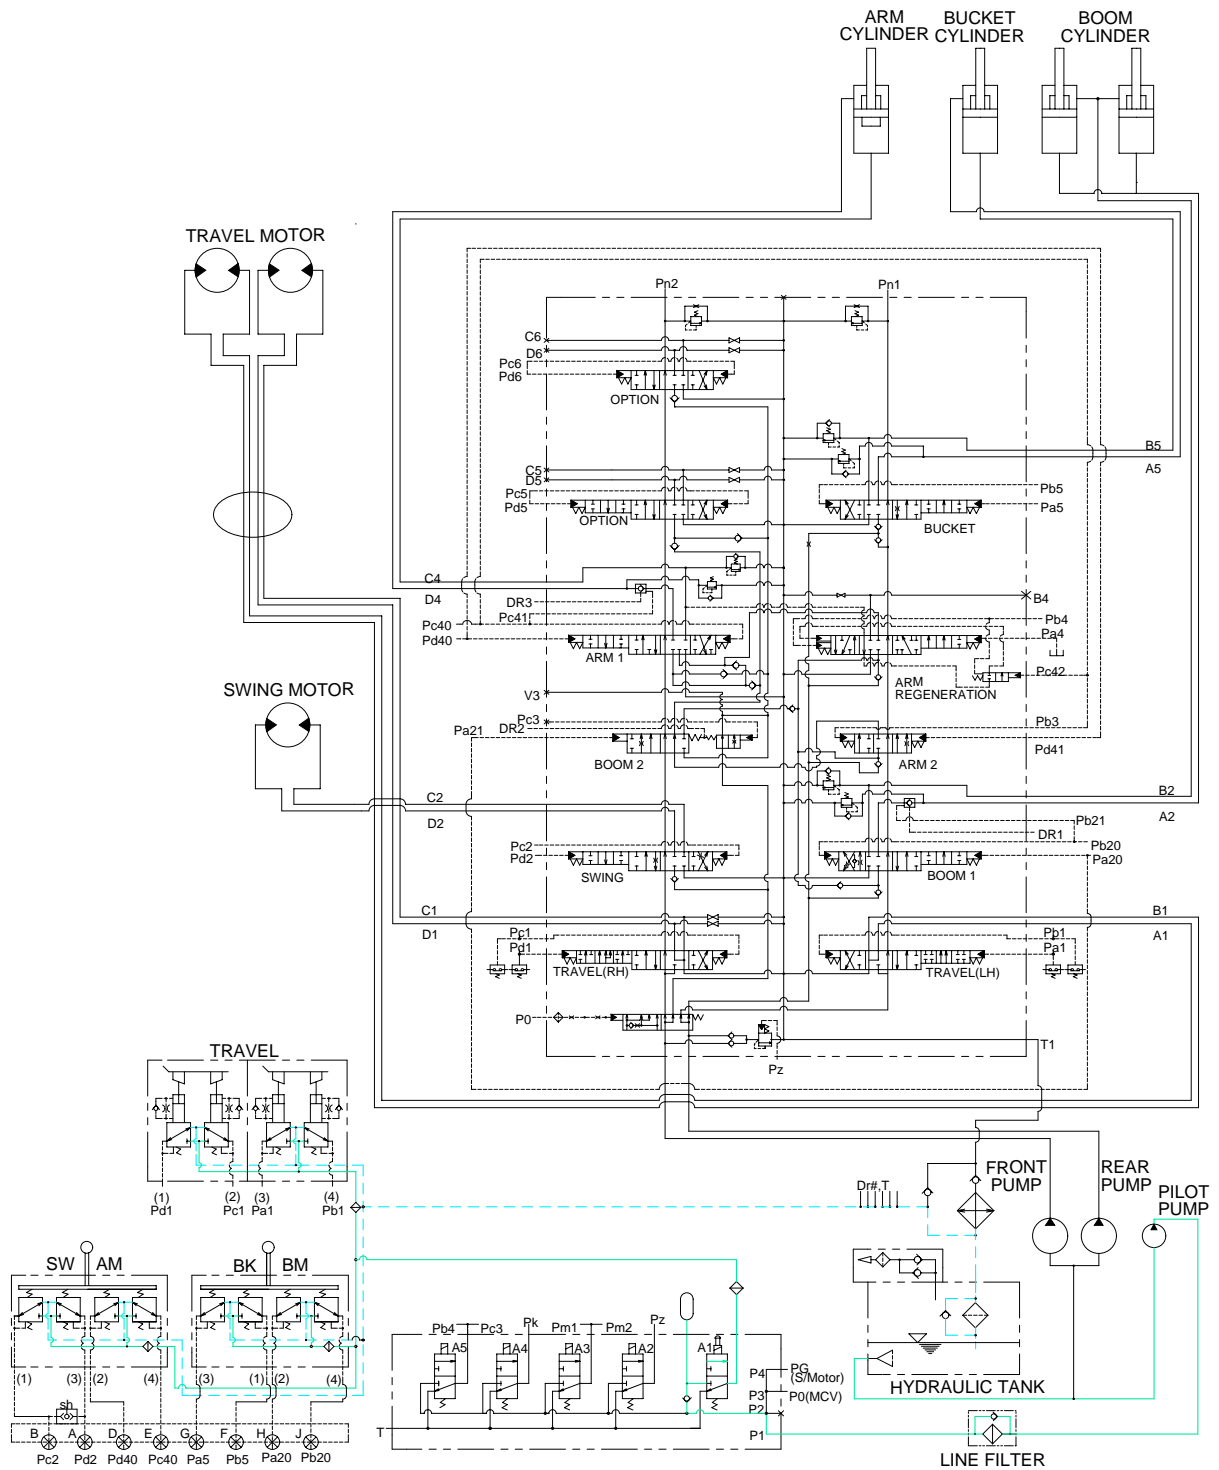 ARM
CYLINDER
BUCKET
CYLINDER
BOOM
CYLINDER
TRAVEL MOTOR
Pn2
Pn1
C6
D6
Pc6
Pd6
OPTION
B5
A5
C5
D5
Pc5
Pd5
OPTION
Pb5
Pa5
BUCKET
C4
D4
DR3
Pc41
Pc40
Pd40
ARM 1
B4
Pb4
Pa4
Pc42
ARM
REGENERATION
SWING MOTOR
V3
Pc3
DR2
Pa21
BOOM 2
Pb3
Pd41
ARM 2
C2
D2
B2
A2
Pb21
DR1
Pc2
Pd2
SWING
Pb20
Pa20
BOOM 1
C1
D1
B1
A1
Pc1
Pd1
TRAVEL(RH)
Pb1
Pa1
TRAVEL(LH)
P0
Pz
T1
TRAVEL
(1)
Pd1
(2)
Pc1
(3)
Pa1
(4)
Pb1
Dr#,T
FRONT
PUMP
REAR
PUMP
PILOT
PUMP
SW AM
BK BM
(1)
(3)
(2)
(4)
(3)
(1)
(2)
(4)
sh
B
A
D
E
G
F
H
J
Pc2
Pd2
Pd40
Pc40
Pa5
Pb5
Pa20
Pb20
Pb4
Pc3
Pk
Pm1
Pm2
Pz
A5
A4
A3
A2
A1
P4
PG
(S/Motor)
P3
P0(MCV)
P2
P1
T
HYDRAULIC TANK
LINE FILTER